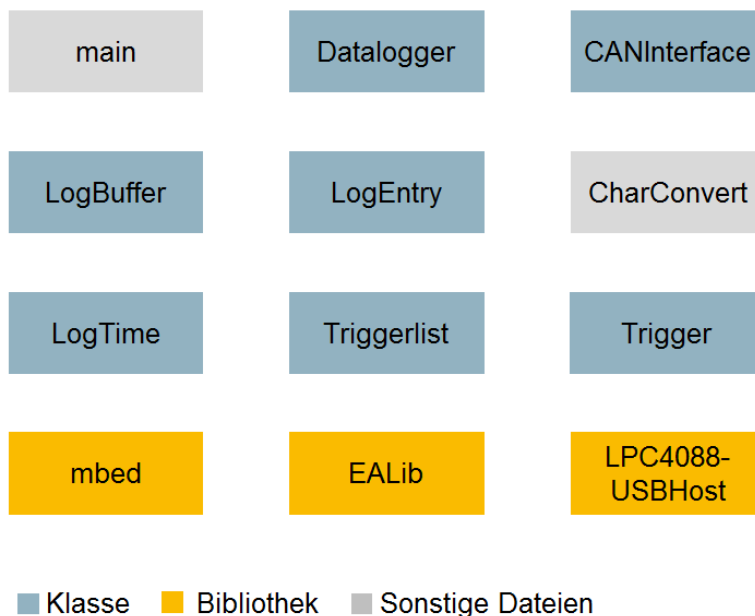 main
Datalogger
CANInterface
LogBuffer
LogEntry
CharConvert
LogTime
Triggerlist
Trigger
mbed
EALib
LPC4088-
USBHost
Klasse
Bibliothek
Sonstige Dateien